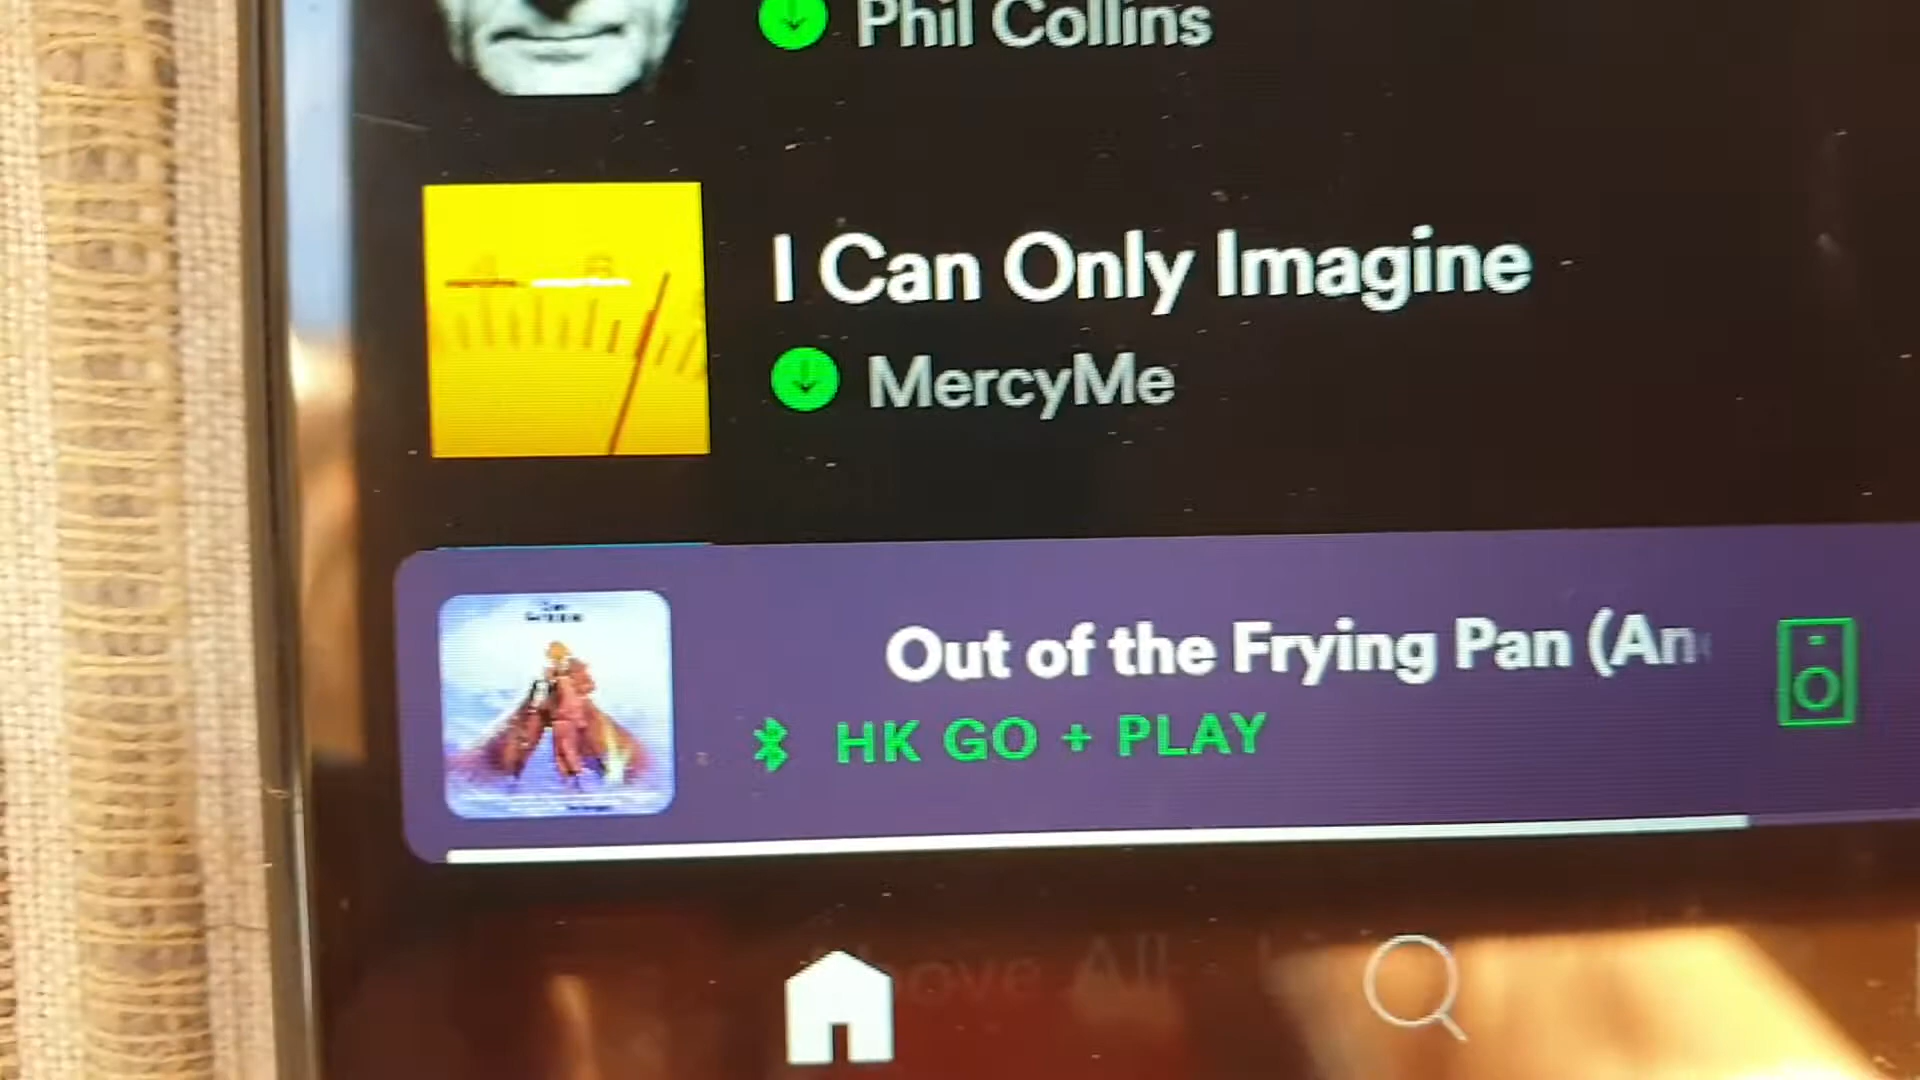 Phil Collins
I Can Only Imagine
MercyMe
Out of the Frying Pan (An
HK GO + PLAY